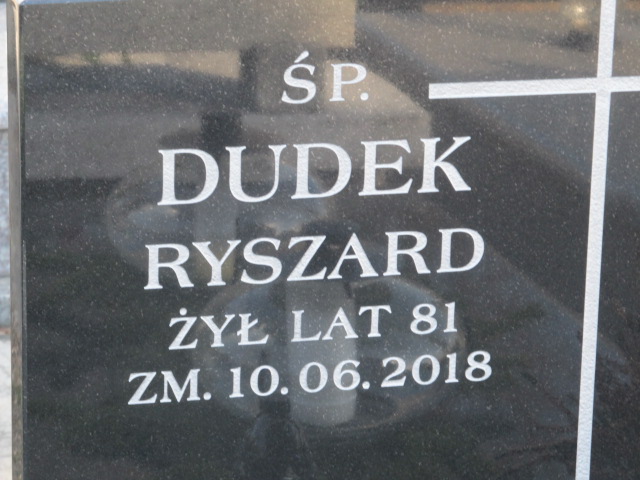 ŚP.
DUDEK
RYSZARD
ŻYŁ LAT 81
ZM. 10.06.2018